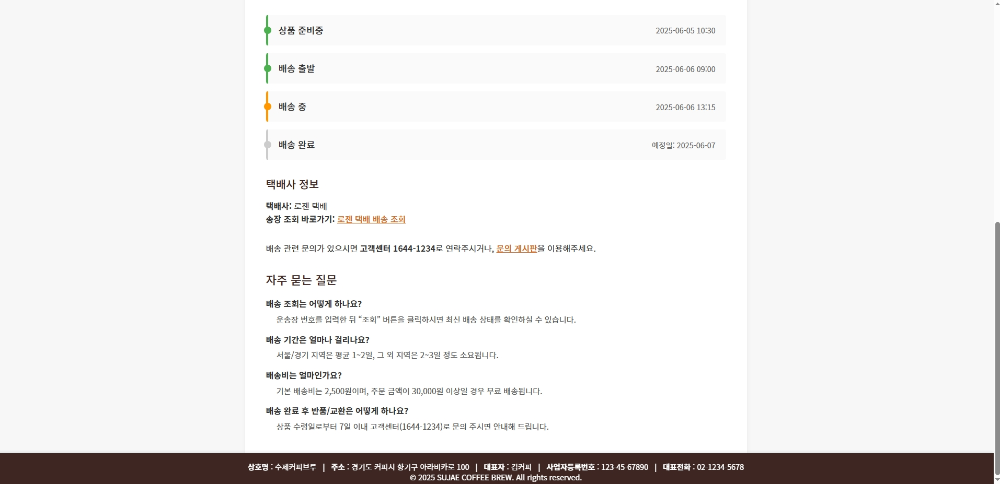 상품 준비중 2025-06-05 10:30
배송 출발 2025-06-06 09:00
배송 중 2025-06-06 13:15
배송 완료 예정일: 2025-06-07
택배사 정보
택배사: 로젠 택배
송장 조회 바로가기: 로젠 택배 배송 조회
배송 관련 문의가 있으시면 고객센터 1644-1234로 연락주시거나, 문의 게시판을 이용해주세요.
자주 묻는 질문
배송 조회는 어떻게 하나요?
운송장 번호를 입력한 뒤 “조회” 버튼을 클릭하시면 최신 배송 상태를 확인하실 수 있습니다.
배송 기간은 얼마나 걸리나요?
서울/경기 지역은 평균 1~2일, 그 외 지역은 2~3일 정도 소요됩니다.
배송비는 얼마인가요?
기본 배송비는 2,500원이며, 주문 금액이 30,000원 이상일 경우 무료 배송됩니다.
배송 완료 후 반품/교환은 어떻게 하나요?
상품 수령일로부터 7일 이내 고객센터(1644-1234)로 문의 주시면 안내해 드립니다.
상호명 : 수제커피브루 | 주소 : 경기도 커피시 향기구 아라비카로 100 | 대표자 : 김커피 | 사업자등록번호 : 123-45-67890 | 대표전화 : 02-1234-5678
© 2025 SUJAE COFFEE BREW. All rights reserved.